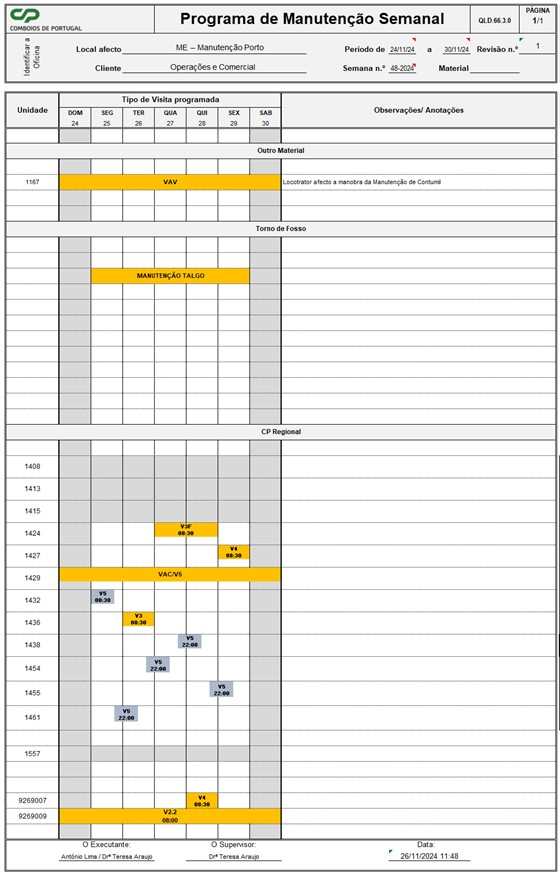 CP
COMBOIOS DE PORTUGAL
Programa de Manutenção Semanal
QLD.66.3.0
PÁGINA
1/1
Identificar a Oficina
Local afecto ME – Manutenção Porto
Período de 24/11/24 a 30/11/24 Revisão n.º 1
Cliente Operações e Comercial
Semana n.º 48-2024 Material
Unidade
Tipo de Visita programada
Observações/ Anotações
DOM SEG TER QUA QUI SEX SAB
24 25 26 27 28 29 30
Outro Material
1167 VAV Locotrator afecto a manobra da Manutenção de Contumil
Torno de Fosso
MANUTENÇÃO TALGO
CP Regional
1408
1413
1415
1424 V3F
08:30
1427 V4
08:30
1429 VAC/V5
1432 V5
08:30
1436 V3
08:30
1438 V5
22:00
1454 V5
22:00
1455 V5
22:00
1461 V5
22:00
1557
9269007 V4
08:30
9269009 V2.2
08:00
O Executante: O Supervisor: Data:
António Lima / Drª Teresa Araujo Drª Teresa Araujo 26/11/2024 11:48